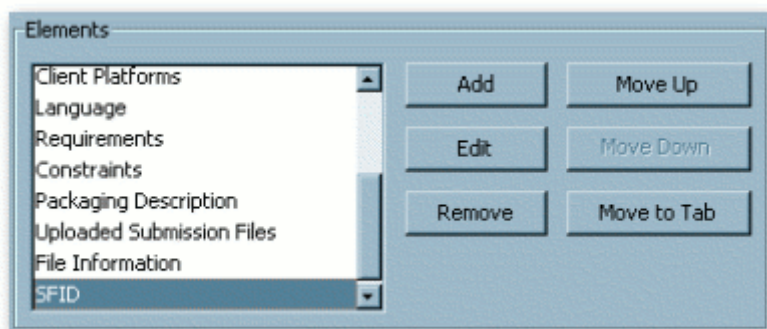 Elements
Client Platforms
Language
Requirements
Constraints
Packaging Description
Uploaded Submission Files
File Information
SFID
Add
Move Up
Edit
Move Down
Remove
Move to Tab